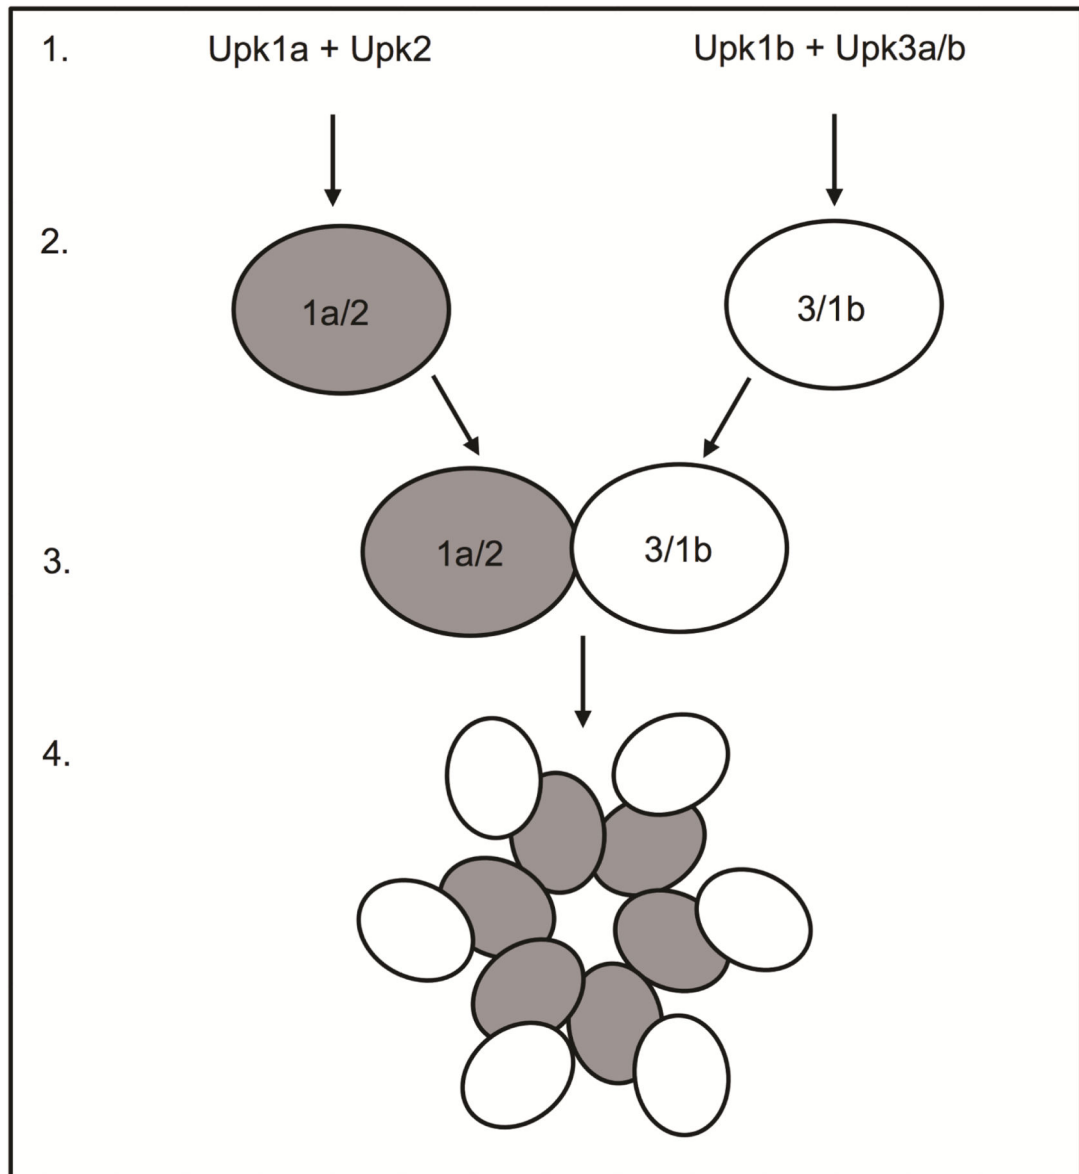 1. Upk1a + Upk2 Upk1b + Upk3a/b
2.
1a/2 3/1b
3. 1a/2 3/1b
4.